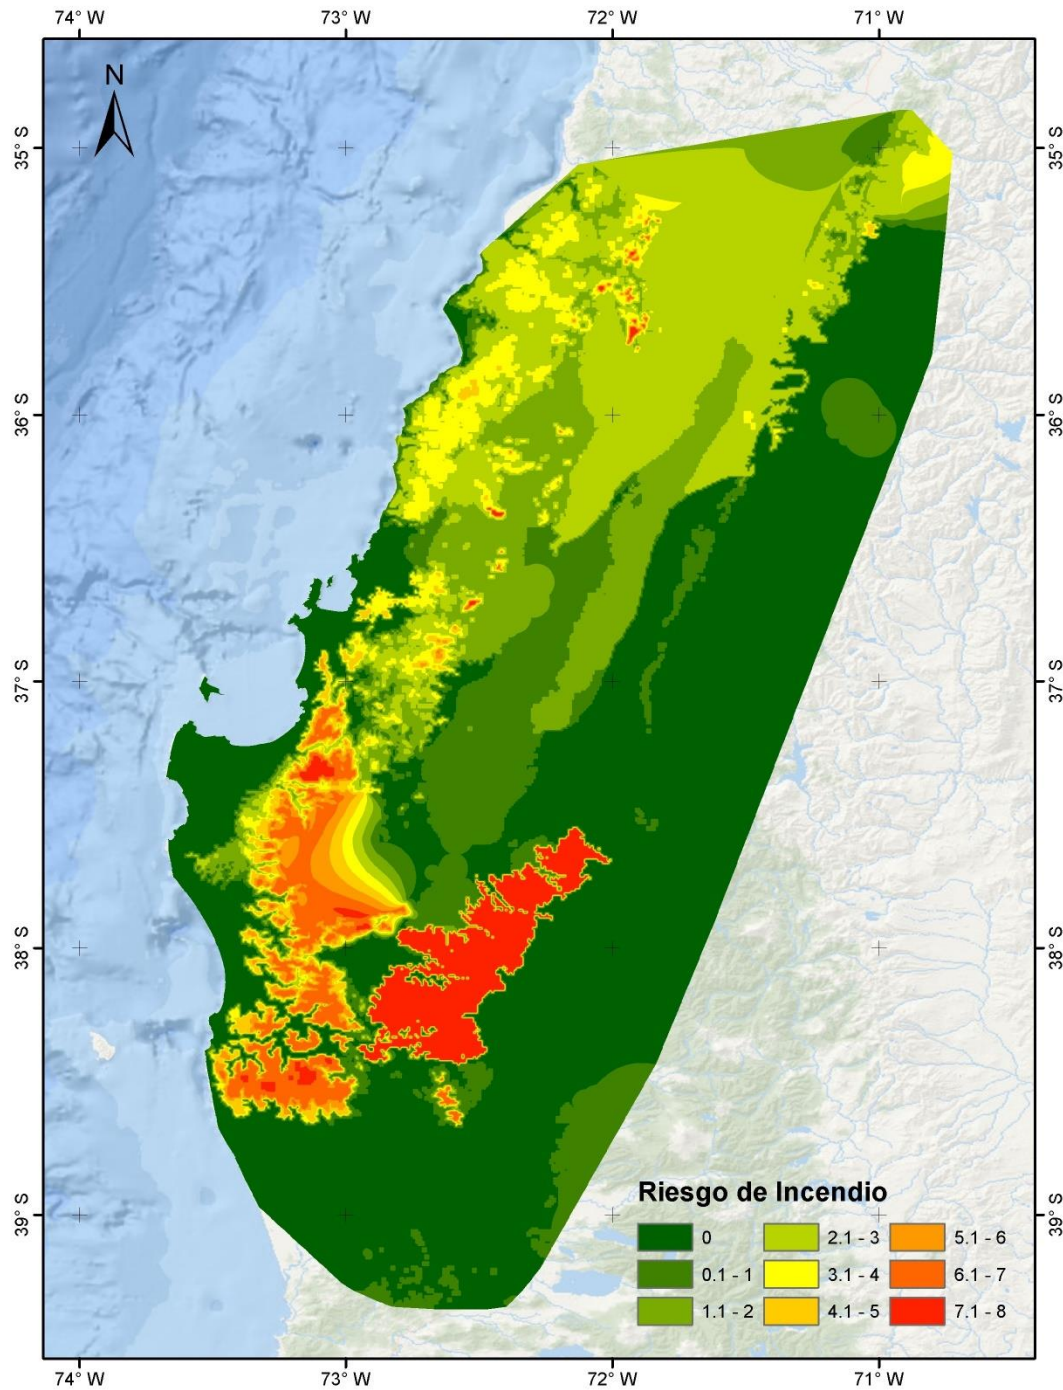 74° W 73° W 72° W 71° W
N
35° S 35° S
36° S 36° S
37° S 37° S
38° S 38° S
39° S 39° S
Riesgo de Incendio
0 2.1 - 3 5.1 - 6
0.1 - 1 3.1 - 4 6.1 - 7
1.1 - 2 4.1 - 5 7.1 - 8
74° W 73° W 72° W 71° W